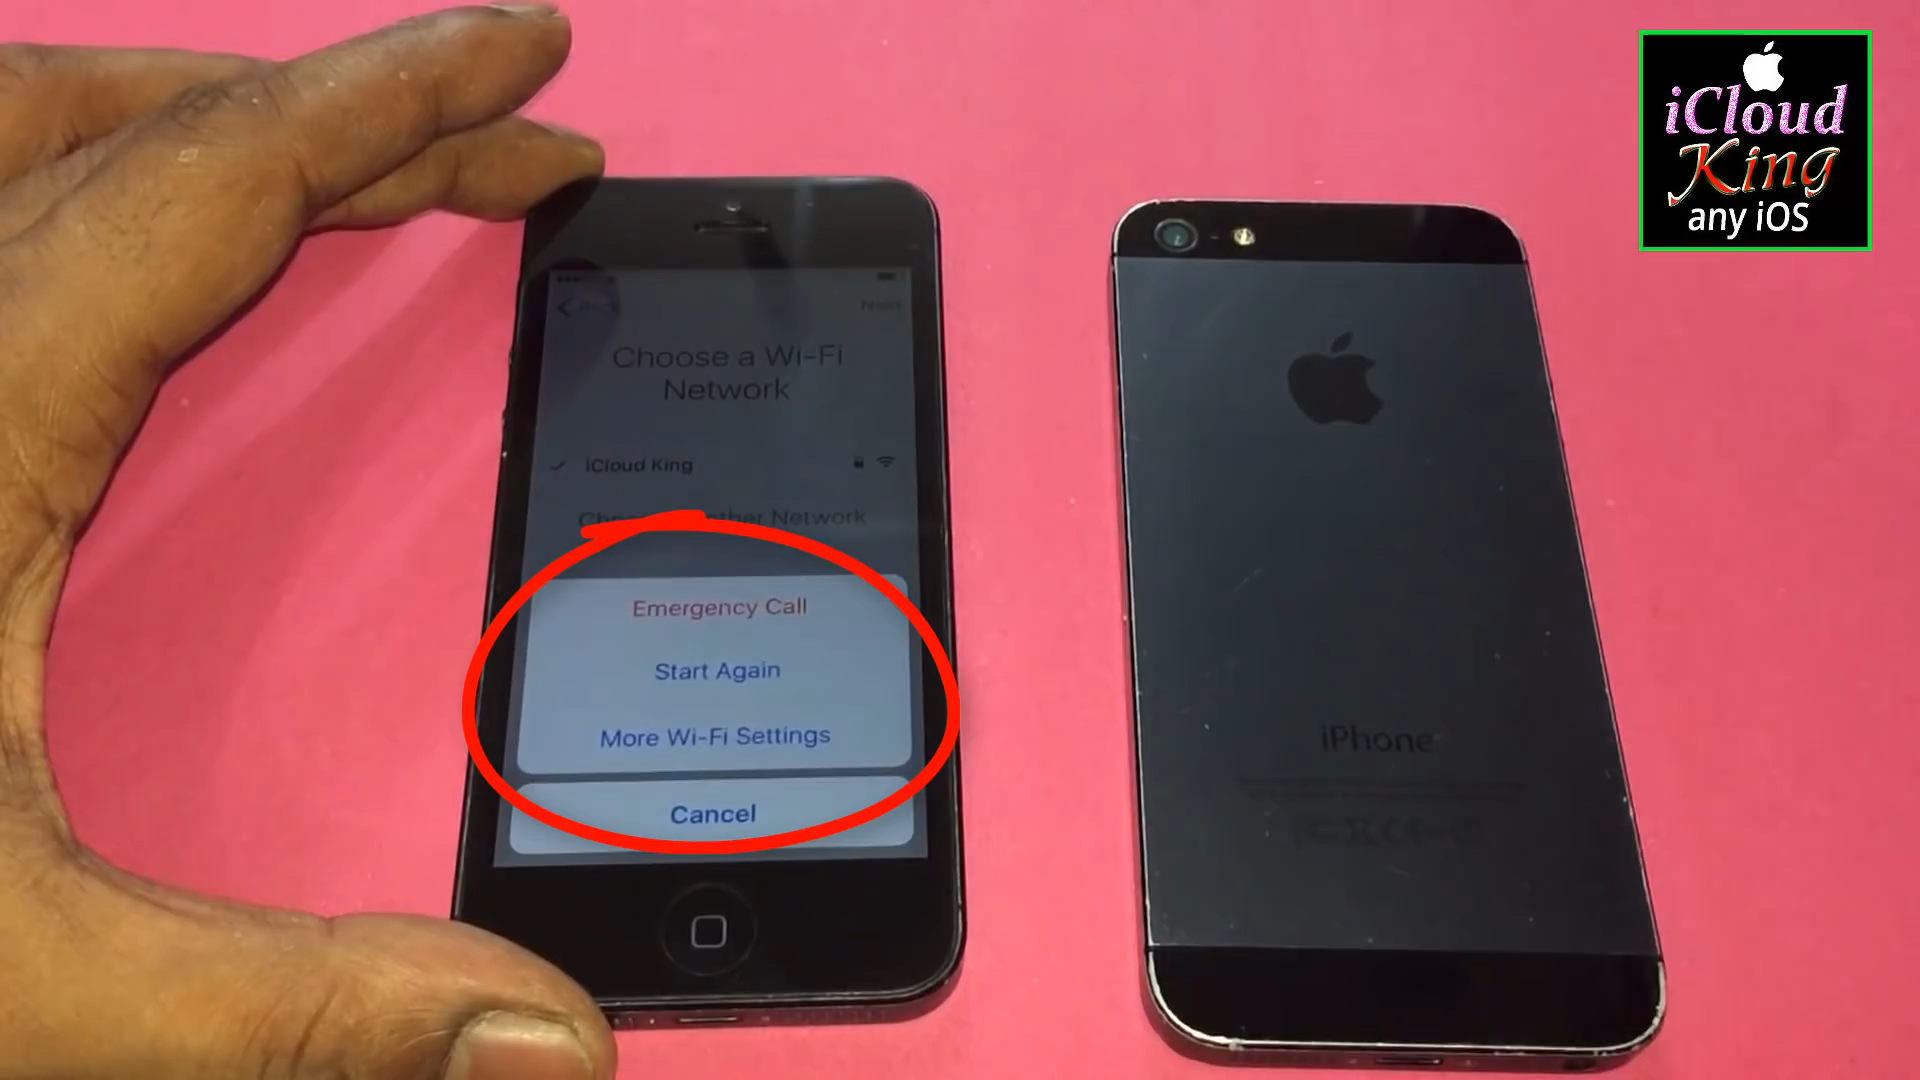 iCloud
King
any iOS
Choose a Wi-Fi
Network
iCloud King
Network
Emergency Call
Start Again
More Wi-Fi Settings
Cancel
iPhone